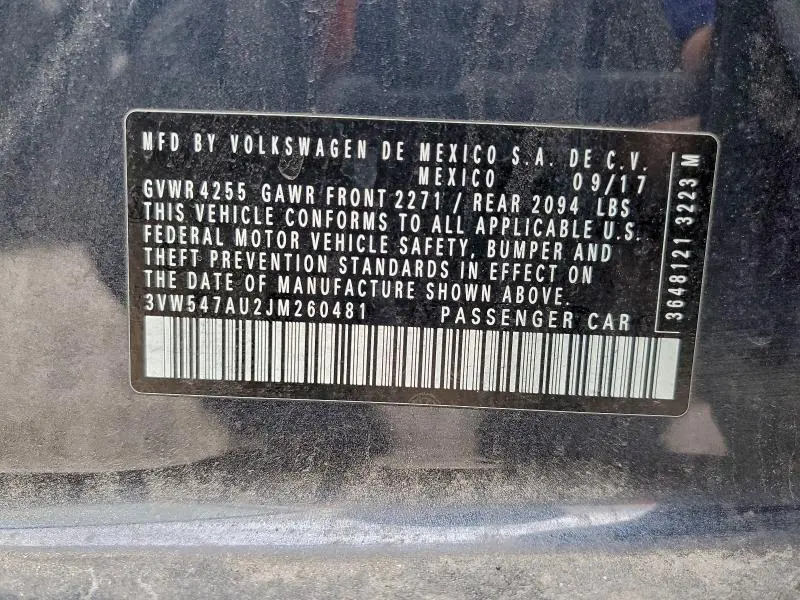 MFD BY VOLKSWAGEN DE MEXICO S.A. DE C.V.
MEXICO 09/17
GVWR 4255 GAWR FRONT 2271 / REAR 2094 LBS
THIS VEHICLE CONFORMS TO ALL APPLICABLE U.S.
FEDERAL MOTOR VEHICLE SAFETY, BUMPER AND
THEFT PREVENTION STANDARDS IN EFFECT ON
THE DATE OF MANUFACTURE SHOWN ABOVE.
3VW547AU2JM260481 PASSENGER CAR
36481213223 M